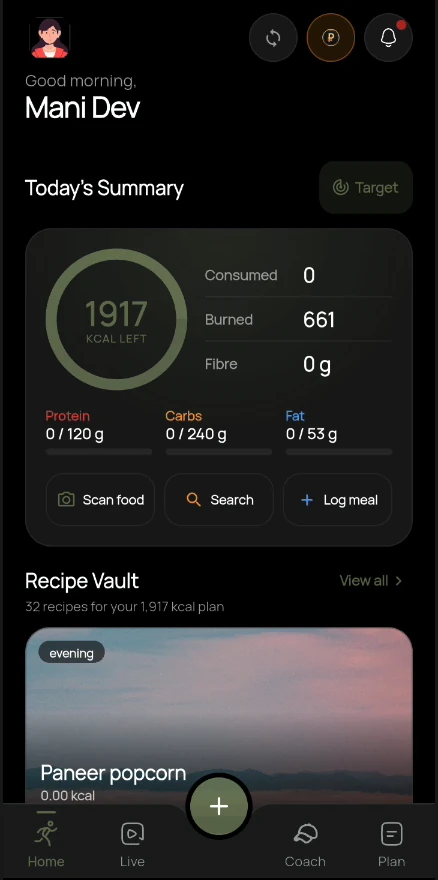 Good morning,
Mani Dev
Today's Summary
Target
1917
KCAL LEFT
Consumed 0
Burned 661
Fibre 0 g
Protein Carbs Fat
0 / 120 g 0 / 240 g 0 / 53 g
Scan food Search Log meal
Recipe Vault
View all
32 recipes for your 1,917 kcal plan
evening
Paneer popcorn
0.00 kcal
Home Live Coach Plan